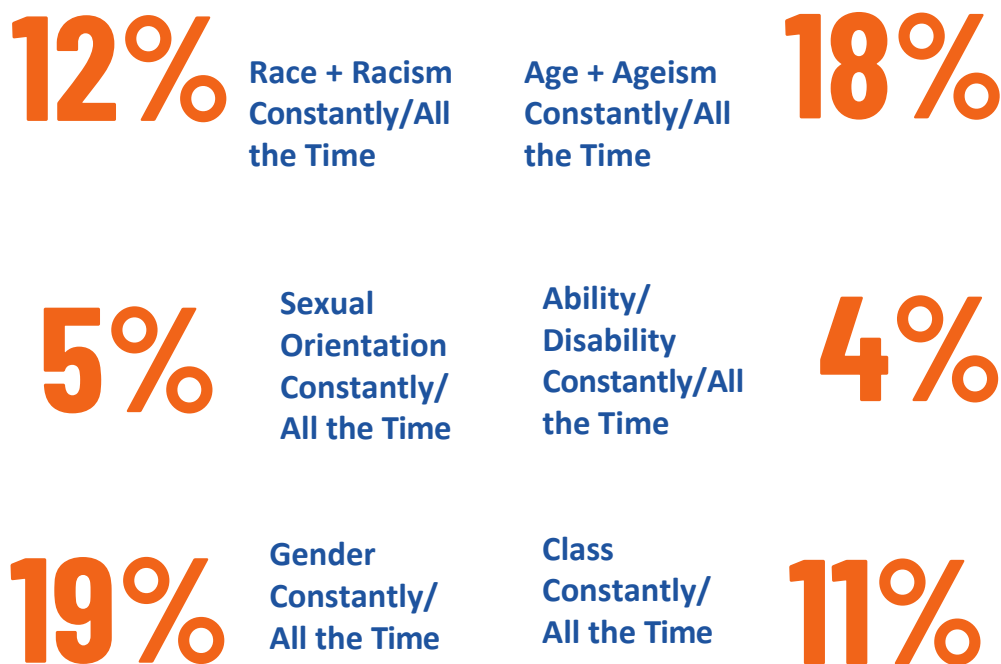 12%
Race + Racism
Constantly/All
the Time
Age + Ageism
Constantly/All
the Time
18%
5%
Sexual
Orientation
Constantly/
All the Time
Ability/
Disability
Constantly/All
the Time
4%
19%
Gender
Constantly/
All the Time
Class
Constantly/
All the Time
11%